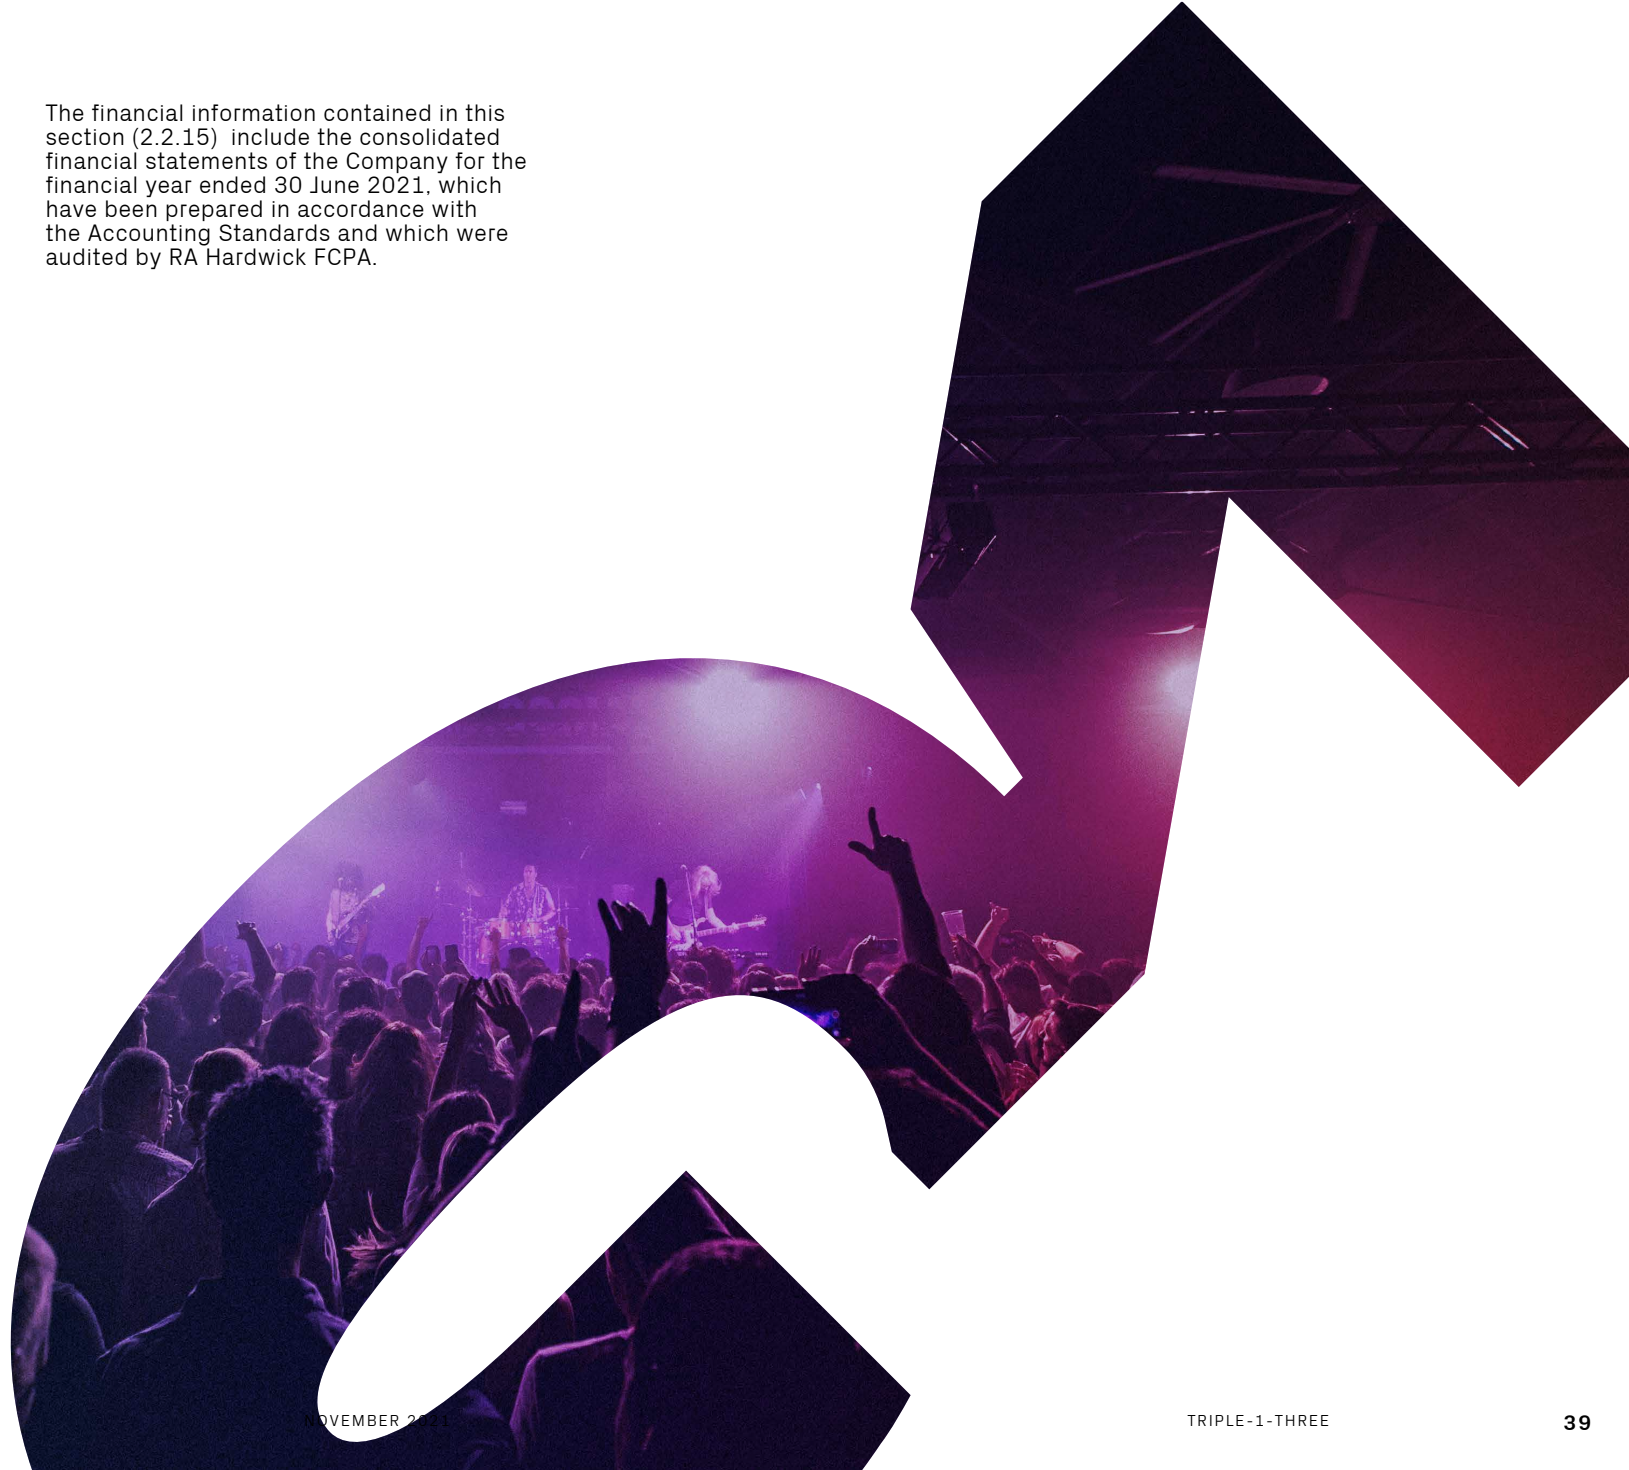 The financial information contained in this
section (2.2.15)  include the consolidated
financial statements of the Company for the
financial year ended 30 June 2021, which
have been prepared in accordance with
the Accounting Standards and which were
audited by RA Hardwick FCPA.
NOVEMBER 2021
TRIPLE-1-THREE
39